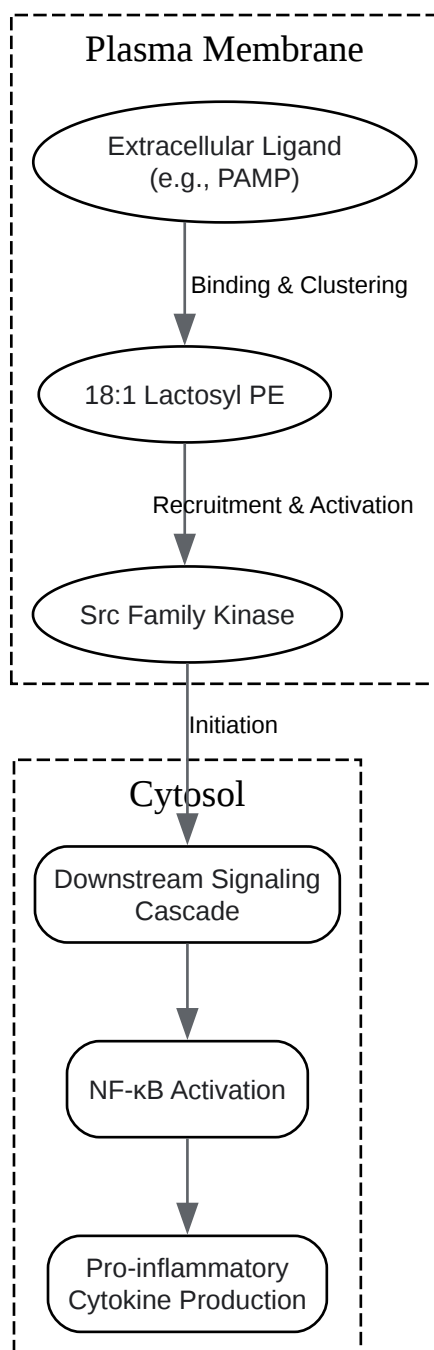 Plasma Membrane
Extracellular Ligand
(e.g., PAMP)
Binding & Clustering
18:1 Lactosyl PE
Recruitment & Activation
Src Family Kinase
Initiation
Cytosol
Downstream Signaling
Cascade
NF-κB Activation
Pro-inflammatory
Cytokine Production